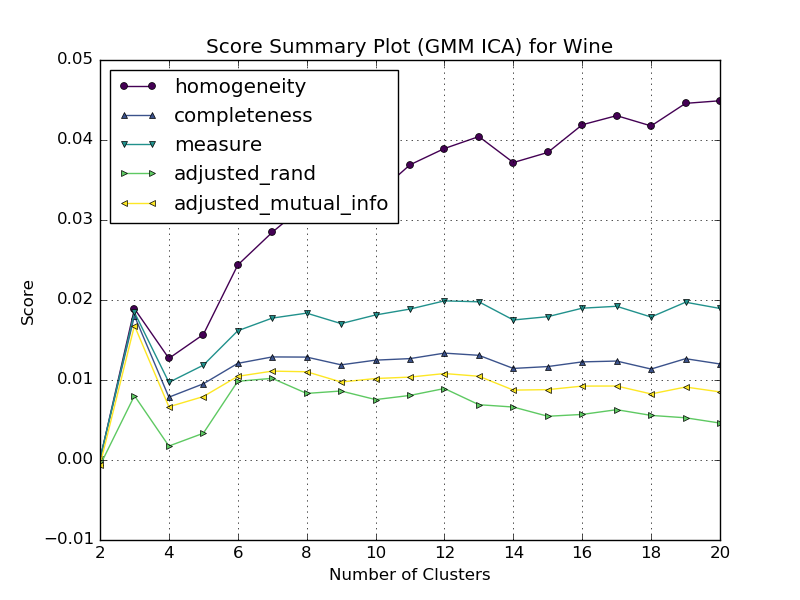 Score Summary Plot (GMM ICA) for Wine
0.05
0.04
0.03
0.02
0.01
0.00
−0.01
Score
homogeneity
completeness
measure
adjusted_rand
adjusted_mutual_info
2 4 6 8 10 12 14 16 18 20
Number of Clusters